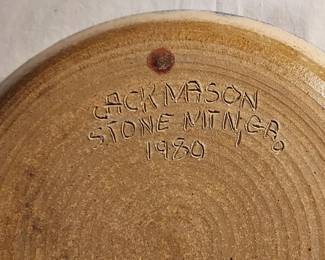 JACK MASON
STONE MTN, GA.
1980